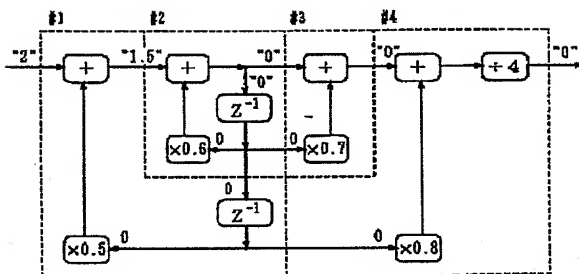 #1 #2 #3 #4
"2" + "1.5" + "0" + "0" + ÷4 "0"
"0"
Z⁻¹
×0.6 0 0 ×0.7
0
Z⁻¹
×0.5 0 0 ×0.8